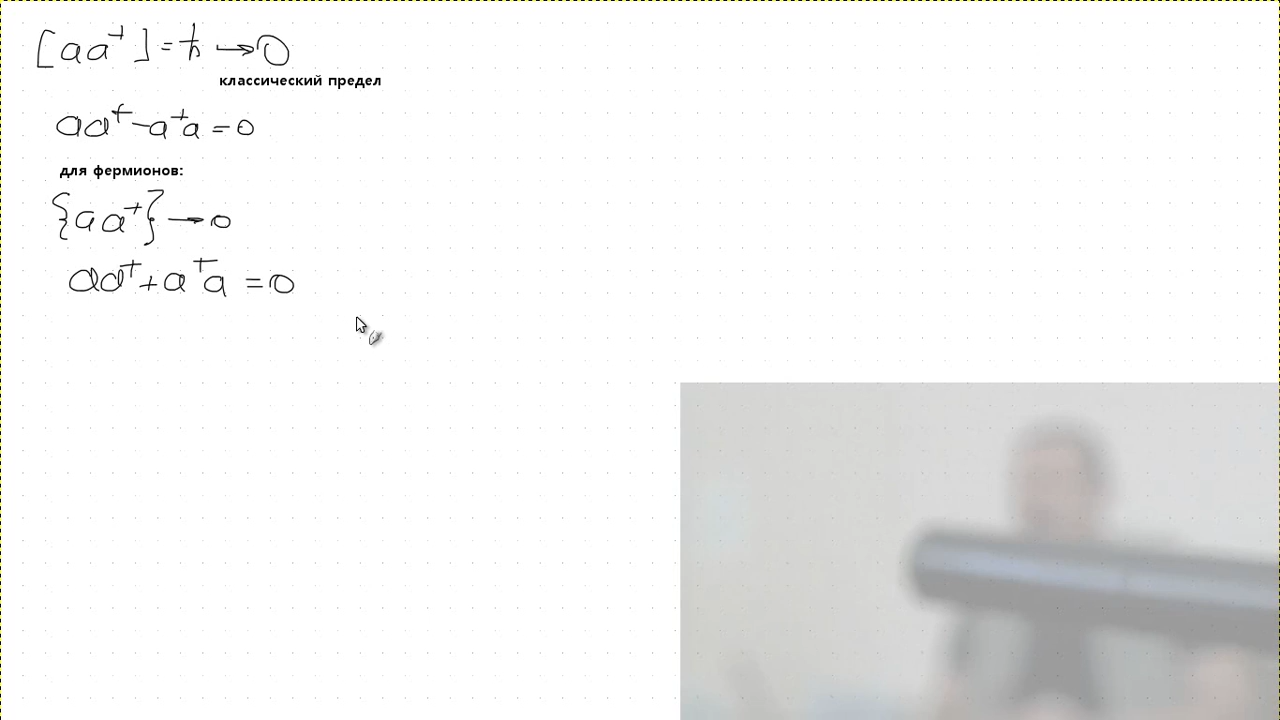 [aa⁺] = ħ → 0
классический предел
aa⁺ - a⁺a = 0
для фермионов:
{aa⁺} → 0
aa⁺ + a⁺a = 0